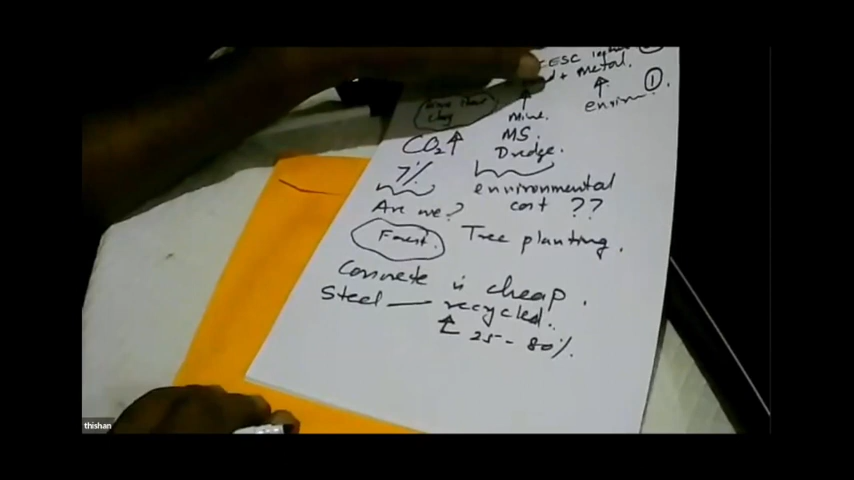 + Metal.
①
Mine.
clay
MS.
CO₂ ↑
Dredge.
7%
environmental
cost ??
Are we?
Forest.
Tree planting.
Concrete is cheap.
Steel — recycled..
↑ 25 - 80%.
thishan